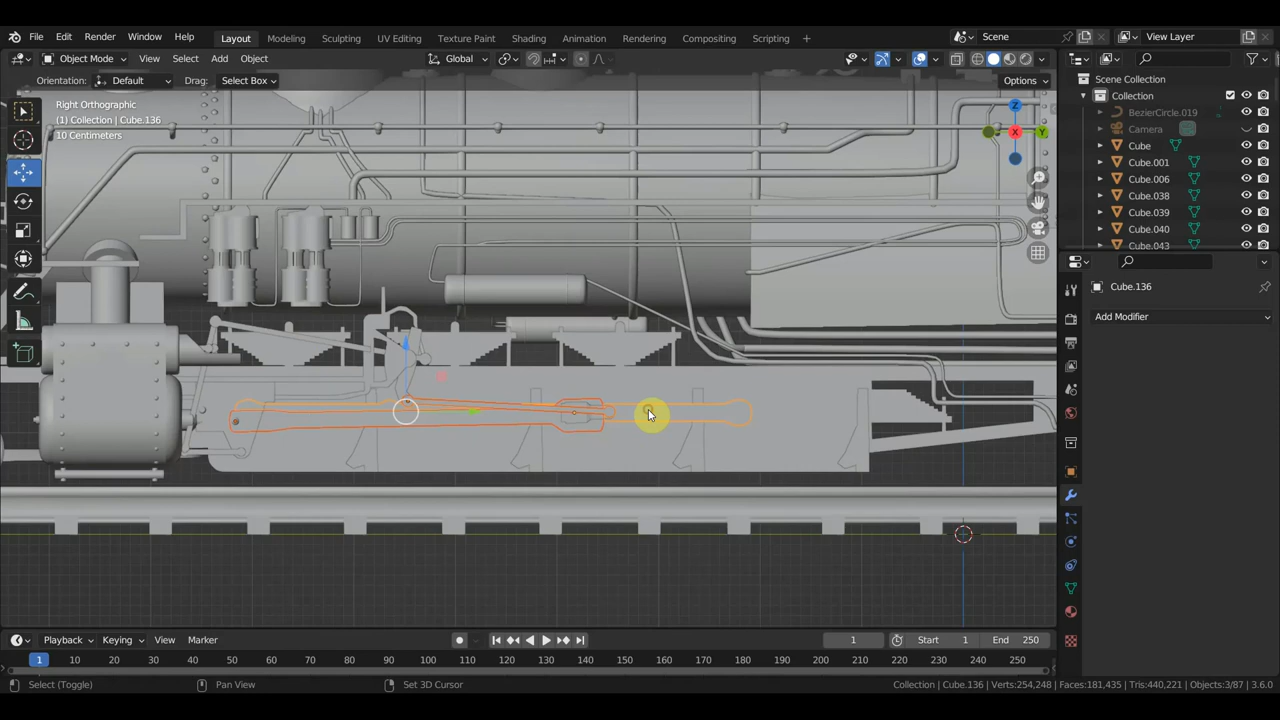 File Edit Render Window Help Layout Modeling Sculpting UV Editing Texture Paint Shading Animation Rendering Compositing Scripting + Scene View Layer
Object Mode View Select Add Object Global
Orientation: Default Drag: Select Box Options
Scene Collection
Collection
BezierCircle.019
Camera
Cube
Cube.001
Cube.006
Cube.038
Cube.039
Cube.040
Cube.043
Right Orthographic
(1) Collection | Cube.136
10 Centimeters
Z
X
Y
Cube.136
Add Modifier
Playback Keying View Marker 1 Start 1 End 250
1 10 20 30 40 50 60 70 80 90 100 110 120 130 140 150 160 170 180 190 200 210 220 230 240 250
Select (Toggle) Pan View Set 3D Cursor Collection | Cube.136 | Verts:254,248 | Faces:181,435 | Tris:440,221 | Objects:3/87 | 3.6.0